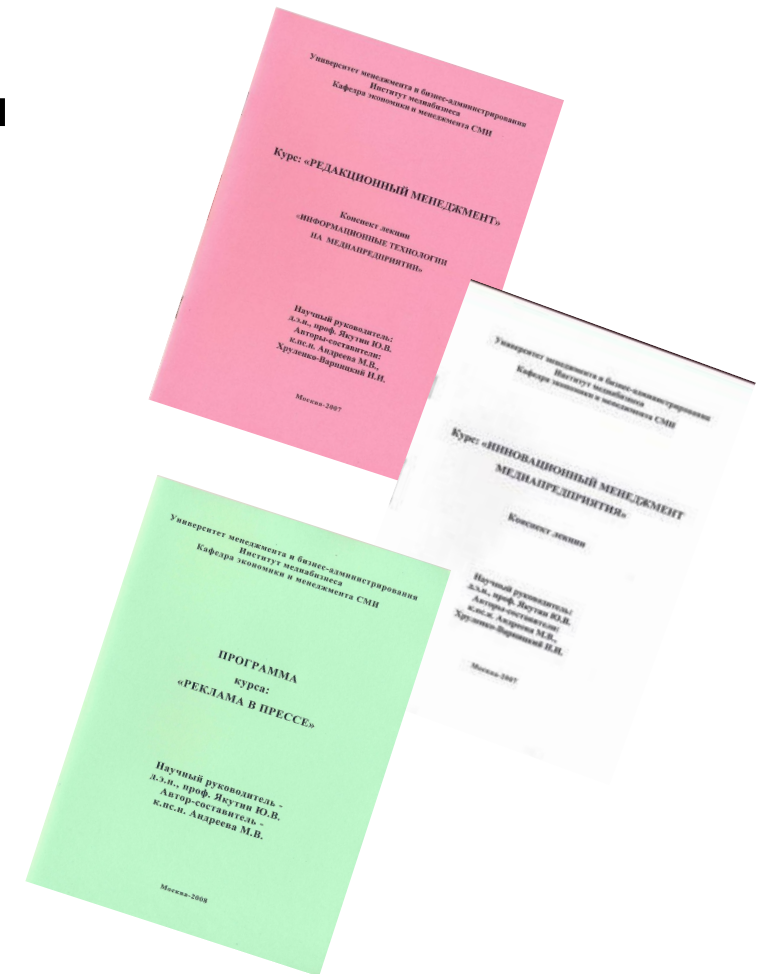 Университет менеджмента и бизнес-администрирования
Институт медиабизнеса
Кафедра экономики и менеджмента СМИ
Курс: «РЕДАКЦИОННЫЙ МЕНЕДЖМЕНТ»
Конспект лекции
«ИНФОРМАЦИОННЫЕ ТЕХНОЛОГИИ
НА МЕДИАПРЕДПРИЯТИИ»
Научный руководитель:
д.э.н., проф. Якутин Ю.В.
Авторы-составители:
к.пс.н. Андреева М.В.,
Хруленко-Варницкий И.И.
Москва-2007
Университет менеджмента и бизнес-администрирования
Институт медиабизнеса
Кафедра экономики и менеджмента СМИ
Курс: «ИННОВАЦИОННЫЙ МЕНЕДЖМЕНТ
МЕДИАПРЕДПРИЯТИЯ»
Конспект лекции
Научный руководитель:
д.э.н., проф. Якутин Ю.В.
Авторы-составители:
к.пс.н. Андреева М.В.,
Хруленко-Варницкий И.И.
Москва-2007
Университет менеджмента и бизнес-администрирования
Институт медиабизнеса
Кафедра экономики и менеджмента СМИ
ПРОГРАММА
курса:
«РЕКЛАМА В ПРЕССЕ»
Научный руководитель -
д.э.н., проф. Якутин Ю.В.
Автор-составитель -
к.пс.н. Андреева М.В.
Москва-2008